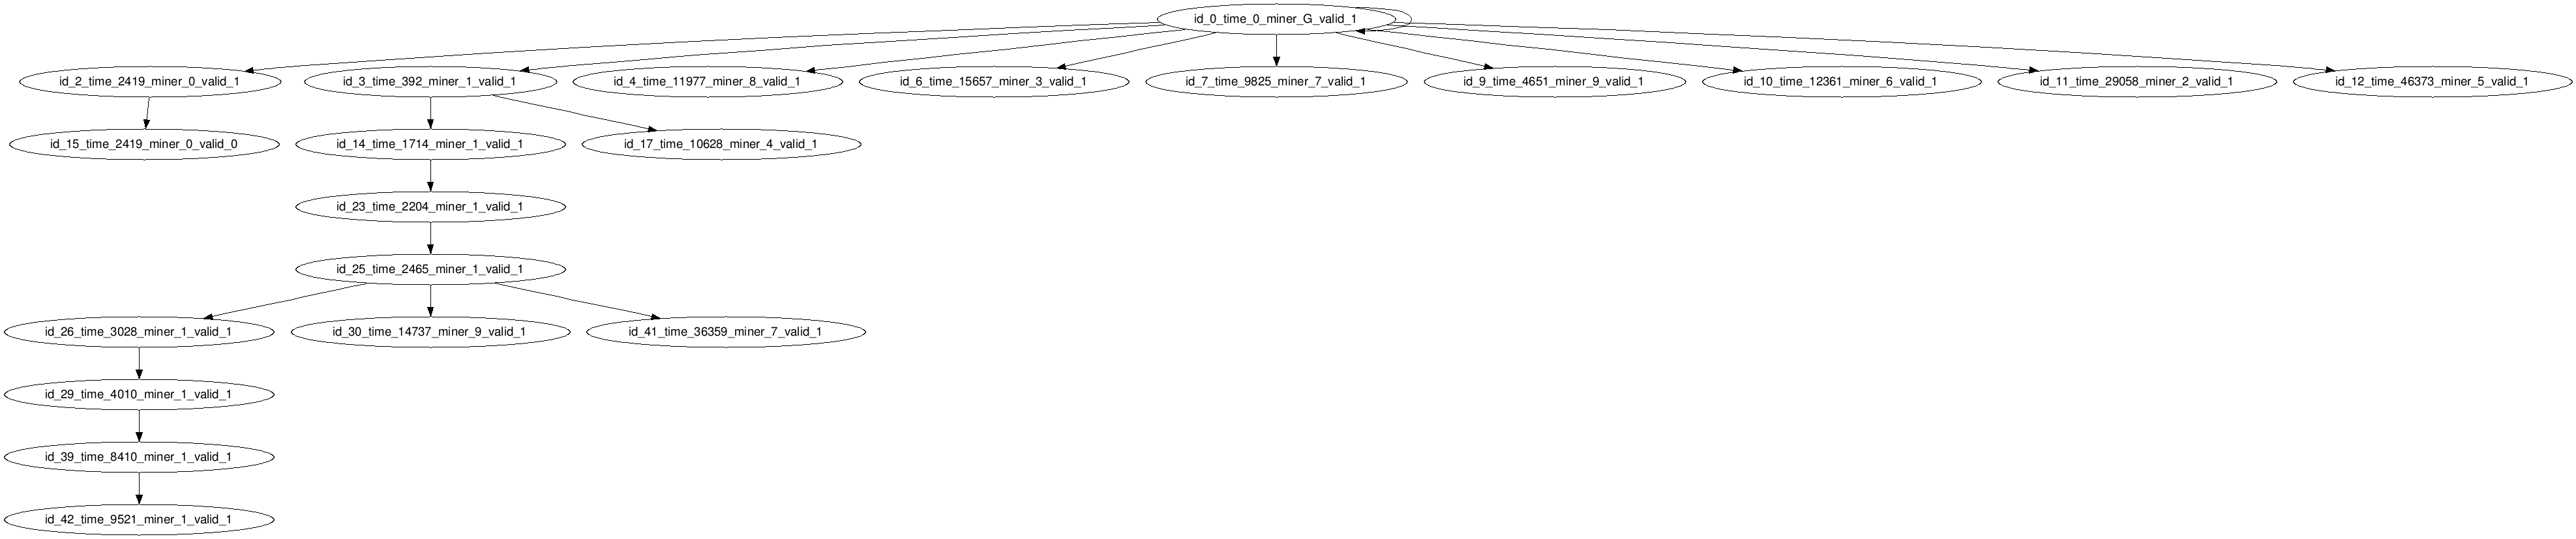 id_0_time_0_miner_G_valid_1
id_2_time_2419_miner_0_valid_1
id_3_time_392_miner_1_valid_1
id_4_time_11977_miner_8_valid_1
id_6_time_15657_miner_3_valid_1
id_7_time_9825_miner_7_valid_1
id_9_time_4651_miner_9_valid_1
id_10_time_12361_miner_6_valid_1
id_11_time_29058_miner_2_valid_1
id_12_time_46373_miner_5_valid_1
id_15_time_2419_miner_0_valid_0
id_14_time_1714_miner_1_valid_1
id_17_time_10628_miner_4_valid_1
id_23_time_2204_miner_1_valid_1
id_25_time_2465_miner_1_valid_1
id_26_time_3028_miner_1_valid_1
id_30_time_14737_miner_9_valid_1
id_41_time_36359_miner_7_valid_1
id_29_time_4010_miner_1_valid_1
id_39_time_8410_miner_1_valid_1
id_42_time_9521_miner_1_valid_1